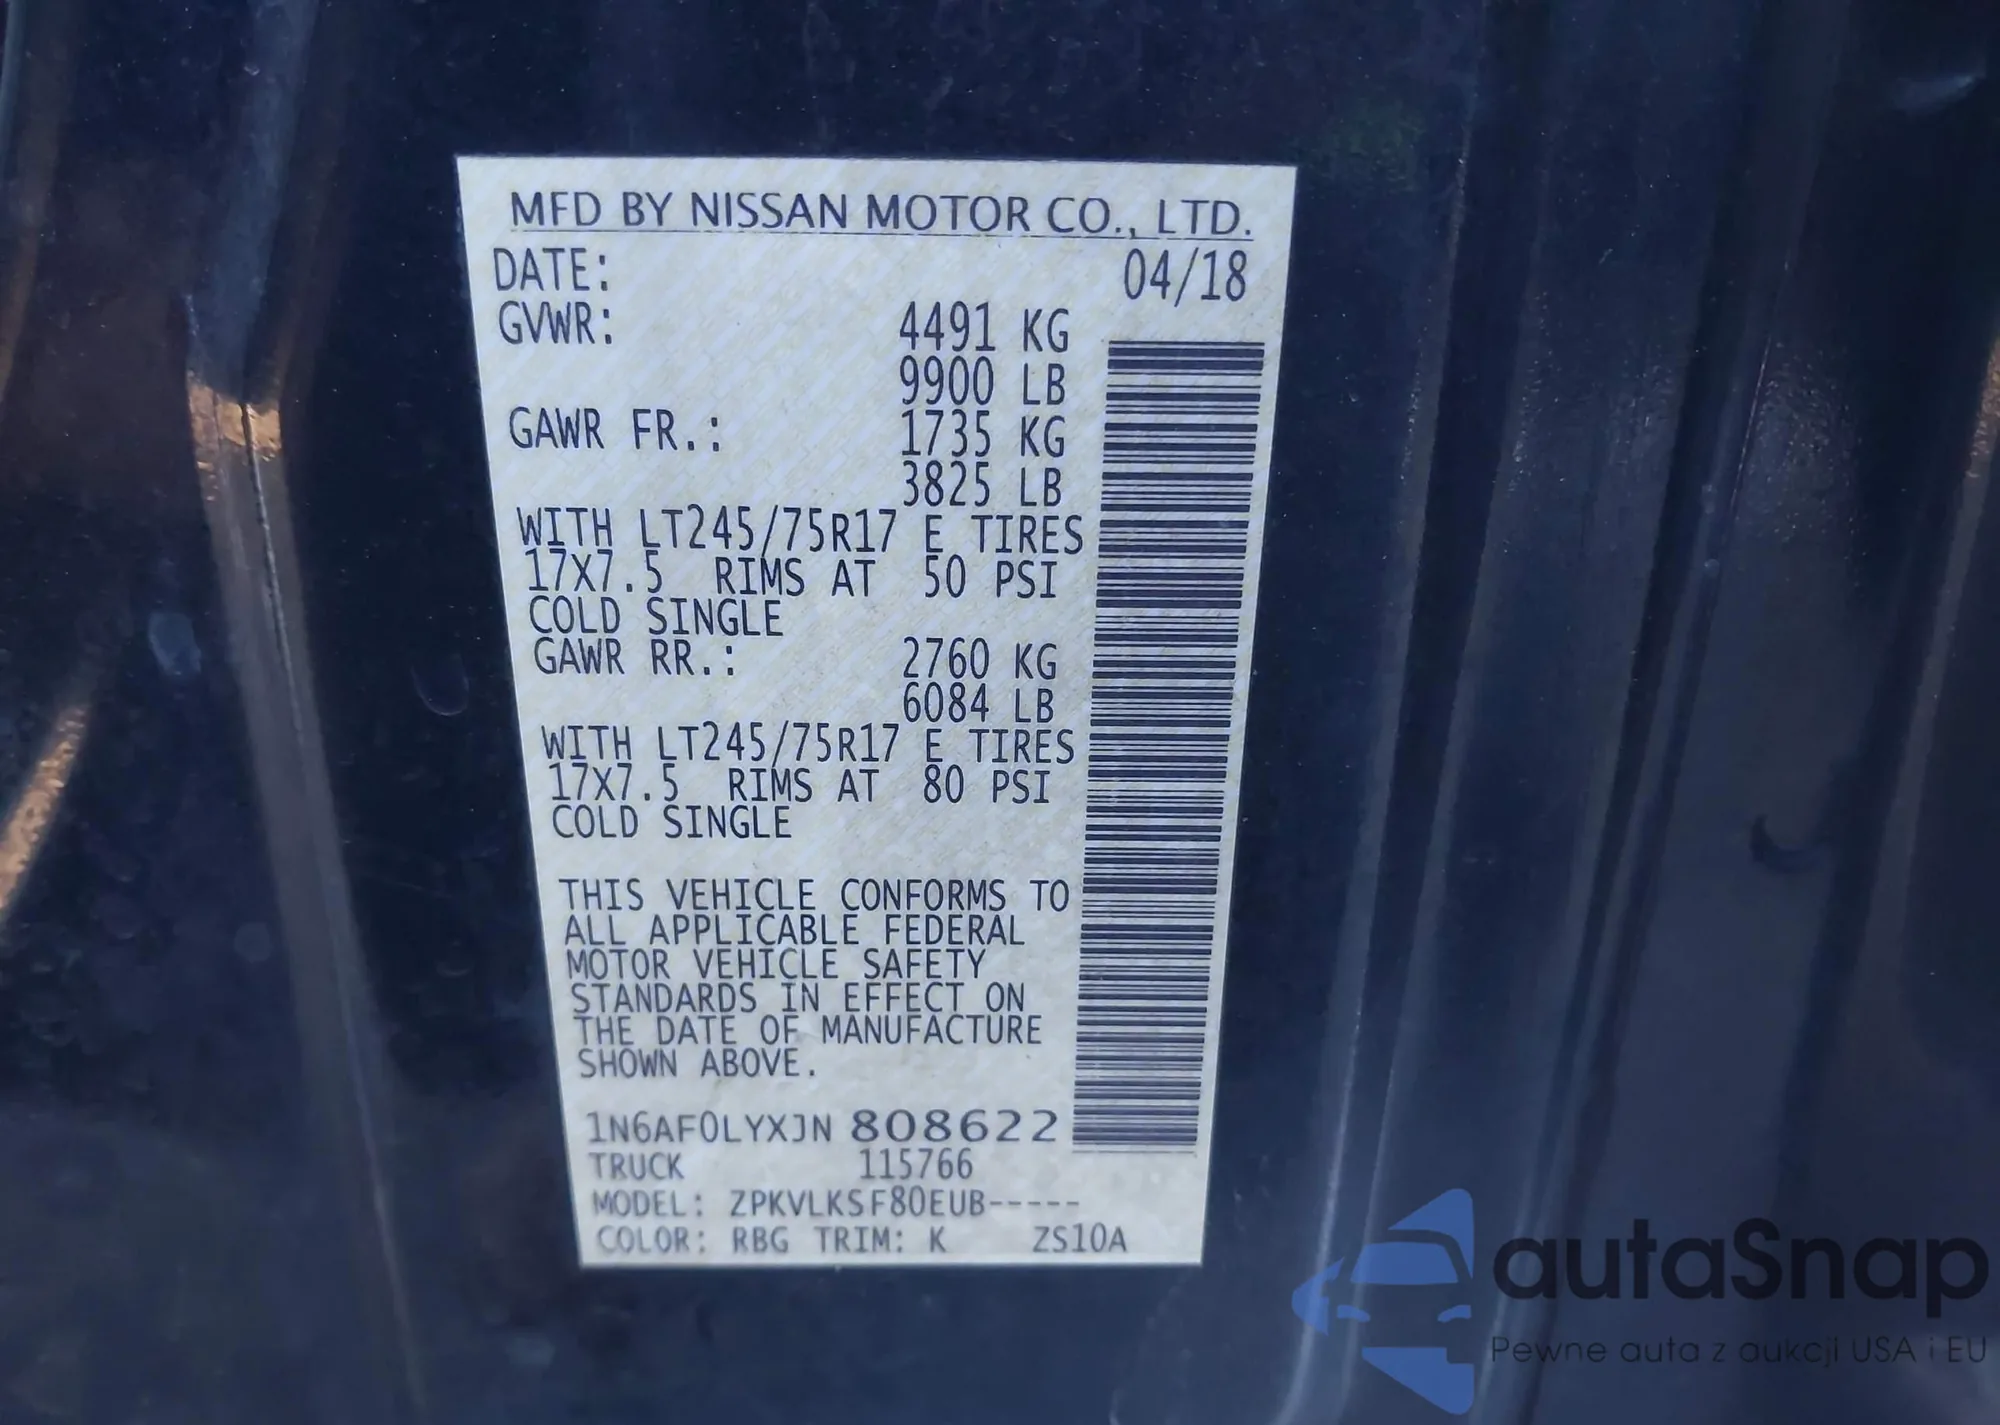 MFD BY NISSAN MOTOR CO., LTD.
DATE: 04/18
GVWR: 4491 KG
9900 LB
GAWR FR.: 1735 KG
3825 LB
WITH LT245/75R17 E TIRES
17X7.5 RIMS AT 50 PSI
COLD SINGLE
GAWR RR.: 2760 KG
6084 LB
WITH LT245/75R17 E TIRES
17X7.5 RIMS AT 80 PSI
COLD SINGLE
THIS VEHICLE CONFORMS TO
ALL APPLICABLE FEDERAL
MOTOR VEHICLE SAFETY
STANDARDS IN EFFECT ON
THE DATE OF MANUFACTURE
SHOWN ABOVE.
1N6AF0LYXJN 808622
TRUCK 115766
MODEL: ZPKVLKSF80EUB-----
COLOR: RBG TRIM: K ZS10A
autaSnap
Pewne auta z aukcji USA i EU